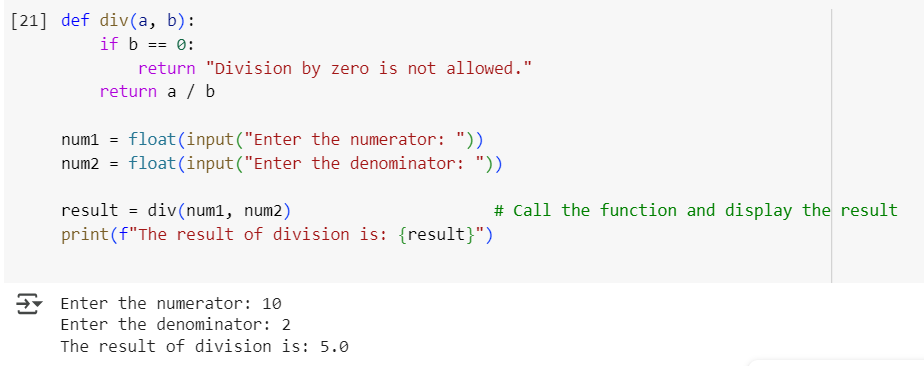 [21] def div(a, b):
if b == 0:
return "Division by zero is not allowed."
return a / b
num1 = float(input("Enter the numerator: "))
num2 = float(input("Enter the denominator: "))
result = div(num1, num2) # Call the function and display the result
print(f"The result of division is: {result}")
Enter the numerator: 10
Enter the denominator: 2
The result of division is: 5.0